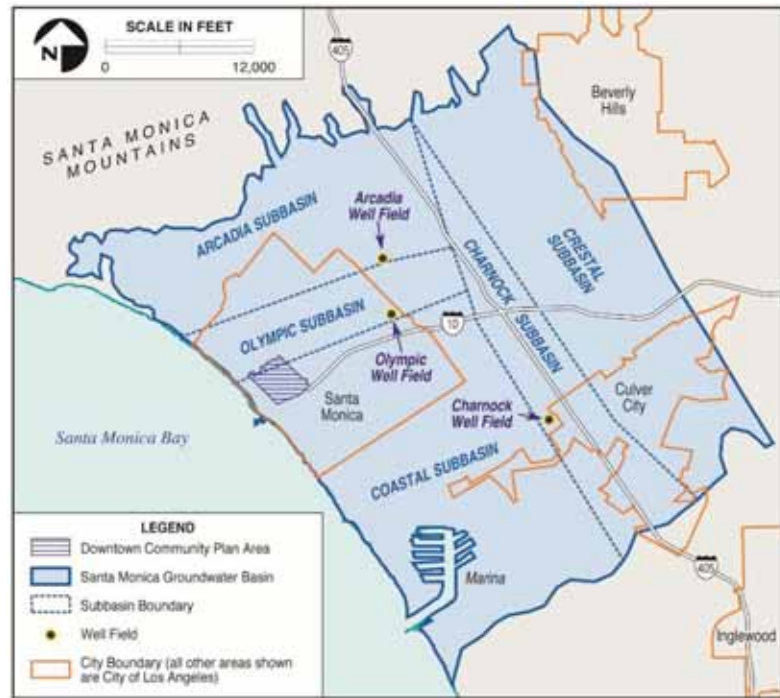 SCALE IN FEET
N
0 12,000
405
Beverly
Hills
SANTA MONICA
MOUNTAINS
Arcadia
Well Field
ARCADIA SUBBASIN
CRESTAL
SUBBASIN
CHARNOCK SUBBASIN
OLYMPIC SUBBASIN
10
Olympic
Well Field
Santa
Monica
Culver
City
Charnock
Well Field
Santa Monica Bay
COASTAL SUBBASIN
Marina
405
Inglewood
LEGEND
Downtown Community Plan Area
Santa Monica Groundwater Basin
Subbasin Boundary
Well Field
City Boundary (all other areas shown
are City of Los Angeles)